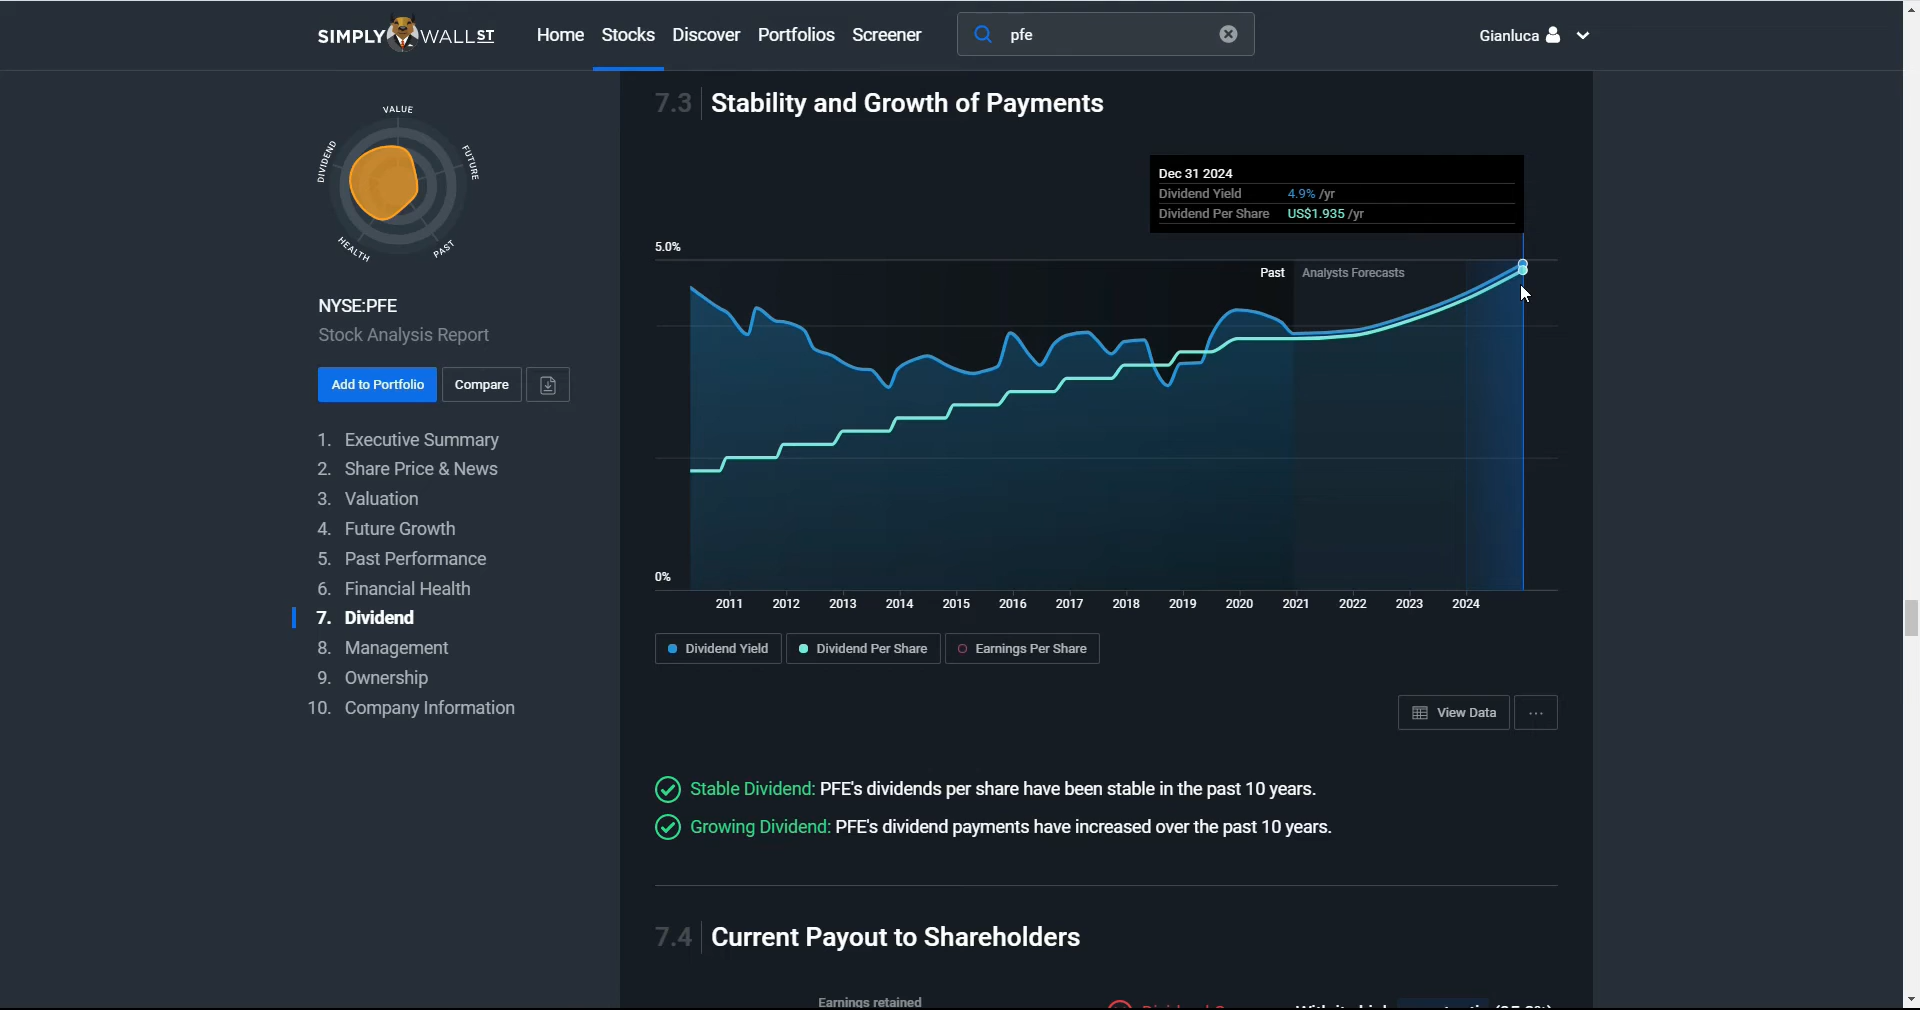 SIMPLY WALLST
Home Stocks Discover Portfolios Screener
pfe
Gianluca
VALUE
FUTURE
PAST
HEALTH
DIVIDEND
NYSE:PFE
Stock Analysis Report
Add to Portfolio Compare
1. Executive Summary
2. Share Price & News
3. Valuation
4. Future Growth
5. Past Performance
6. Financial Health
7. Dividend
8. Management
9. Ownership
10. Company Information
7.3 Stability and Growth of Payments
Dec 31 2024
Dividend Yield 4.9% /yr
Dividend Per Share US$1.935 /yr
5.0%
Past Analysts Forecasts
0%
2011 2012 2013 2014 2015 2016 2017 2018 2019 2020 2021 2022 2023 2024
Dividend Yield Dividend Per Share Earnings Per Share
View Data ...
Stable Dividend: PFE's dividends per share have been stable in the past 10 years.
Growing Dividend: PFE's dividend payments have increased over the past 10 years.
7.4 Current Payout to Shareholders
Earnings retained